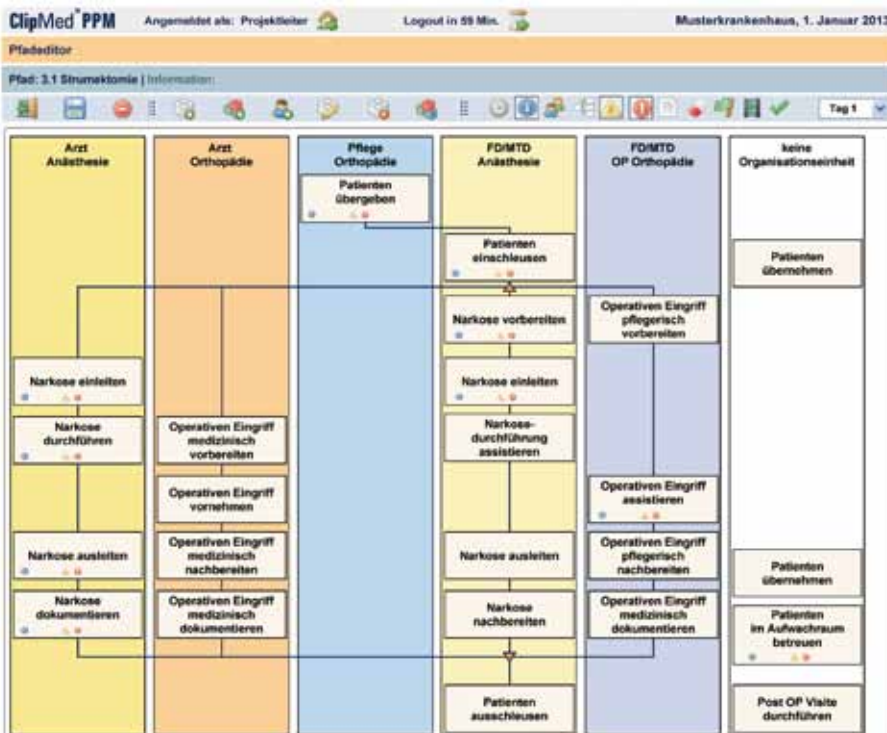 ClipMed PPM Angemeldet als: Projektleiter Logout in 59 Min. Musterkrankenhaus, 1. Januar 2013
Pfadeditor
Pfad: 3.1 Strumektomie | Information:
Tag 1
Arzt
Anästhesie
Arzt
Orthopädie
Pflege
Orthopädie
FD/MTD
Anästhesie
FD/MTD
OP Orthopädie
keine
Organisationseinheit
Patienten
übergeben
Patienten
einschleusen
Patienten
übernehmen
Narkose vorbereiten
Operativen Eingriff
pflegerisch
vorbereiten
Narkose einleiten
Narkose einleiten
Narkose
durchführen
Operativen Eingriff
medizinisch
vorbereiten
Narkose-
durchführung
assistieren
Operativen Eingriff
vornehmen
Operativen Eingriff
assistieren
Narkose ausleiten
Operativen Eingriff
medizinisch
nachbereiten
Narkose ausleiten
Operativen Eingriff
pflegerisch
nachbereiten
Patienten
übernehmen
Narkose
dokumentieren
Operativen Eingriff
medizinisch
dokumentieren
Narkose
nachbereiten
Operativen Eingriff
medizinisch
dokumentieren
Patienten
im Aufwachraum
betreuen
Patienten
ausschleusen
Post OP Visite
durchführen